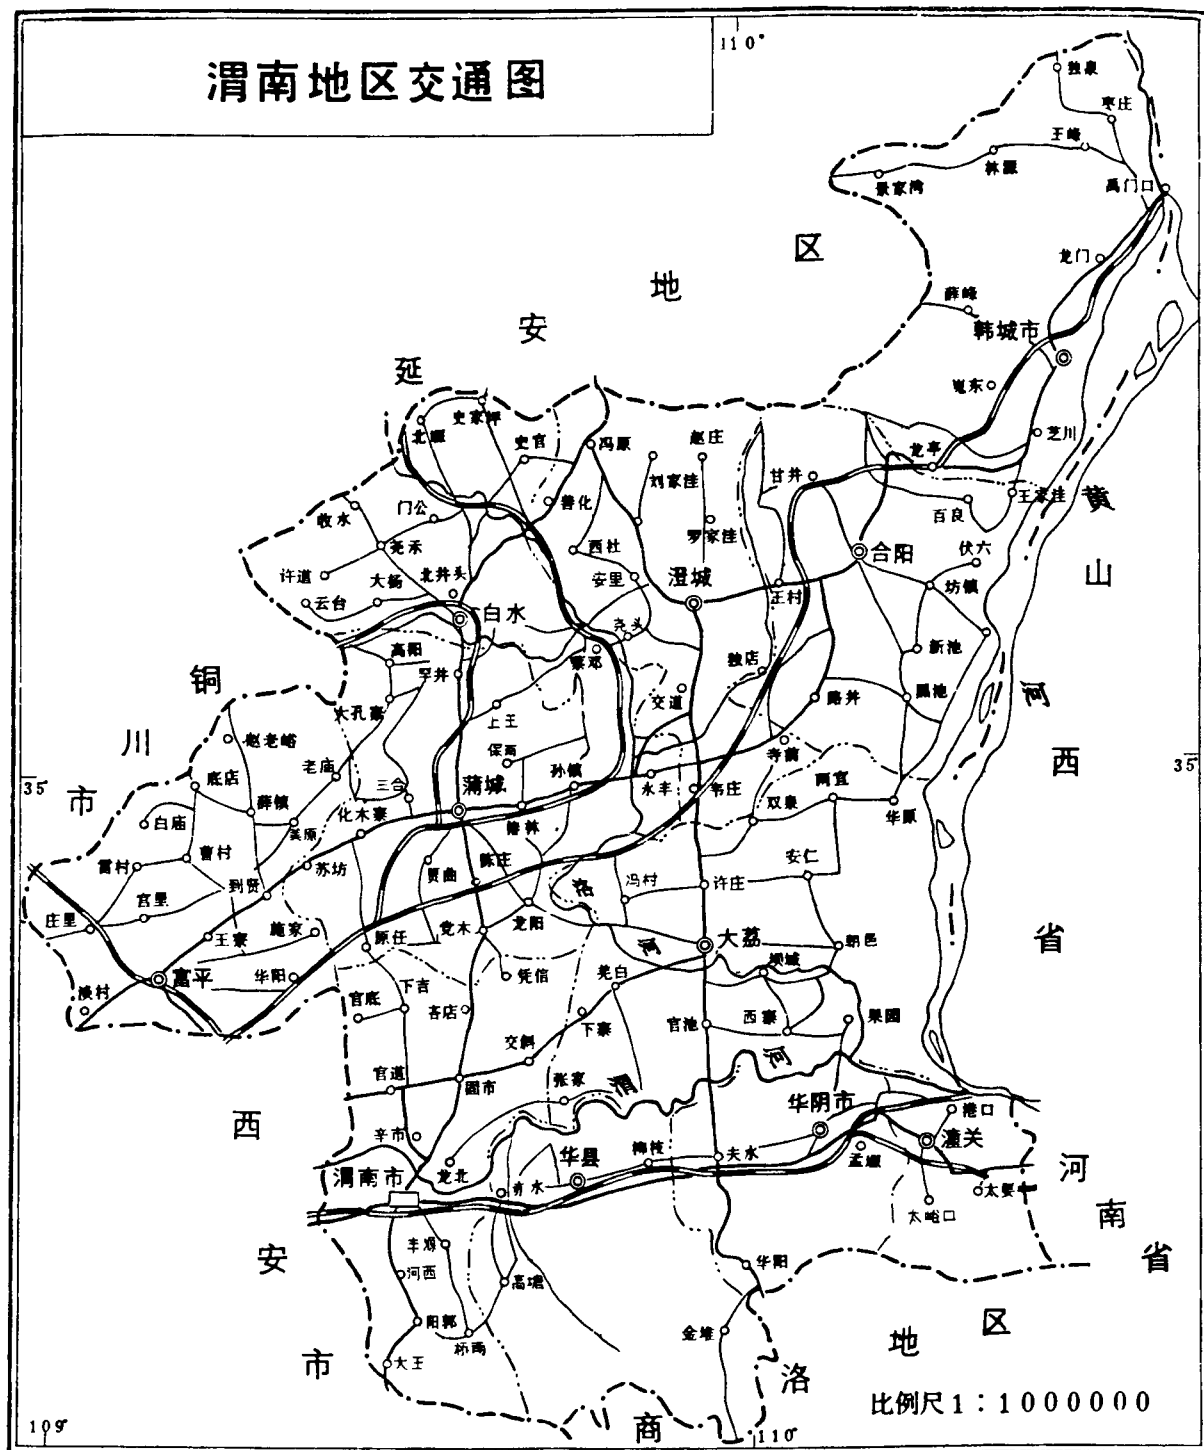 渭南地区交通图
110°
独泉
枣庄
王峰
林源
景家湾
禹门口
龙门
薛峰
韩城市
嵬东
芝川
龙亭
王家洼
百良
甘井
合阳
伏六
坊镇
新池
黑池
王村
路井
延安地区
史家坪
北塬
史官
冯原
赵庄
刘家洼
罗家洼
善化
西社
安里
澄城
尧头
蔡邓
独店
交道
寺前
收水
门公
尧禾
许道
大杨
北井头
云台
白水
高阳
罕井
大孔寨
上王
保南
孙镇
永丰
韦庄
双泉
两宜
华原
铜川市
赵老峪
底店
老庙
薛镇
美原
三合
蒲城
化木寨
椿林
白庙
曹村
雷村
到贤
苏坊
贾曲
陈庄
宫里
庄里
王寮
施家
富平
华阳
淡村
原任
党木
龙阳
洛河
冯村
许庄
安仁
大荔
朝邑
凭信
羌白
坝城
下吉
官底
吝店
下寨
官池
西寨
果园
交斜
官道
固市
张家
渭河
辛市
龙北
渭南市
华县
柳枝
夫水
华阴市
孟塬
港口
潼关
太要
太峪口
赤水
丰塬
河西
高塘
阳郭
桥南
大王
华阳
金堆
黄河
山西省
河南省
西安市
商洛地区
35°
35°
109°
110°
比例尺1：1000000